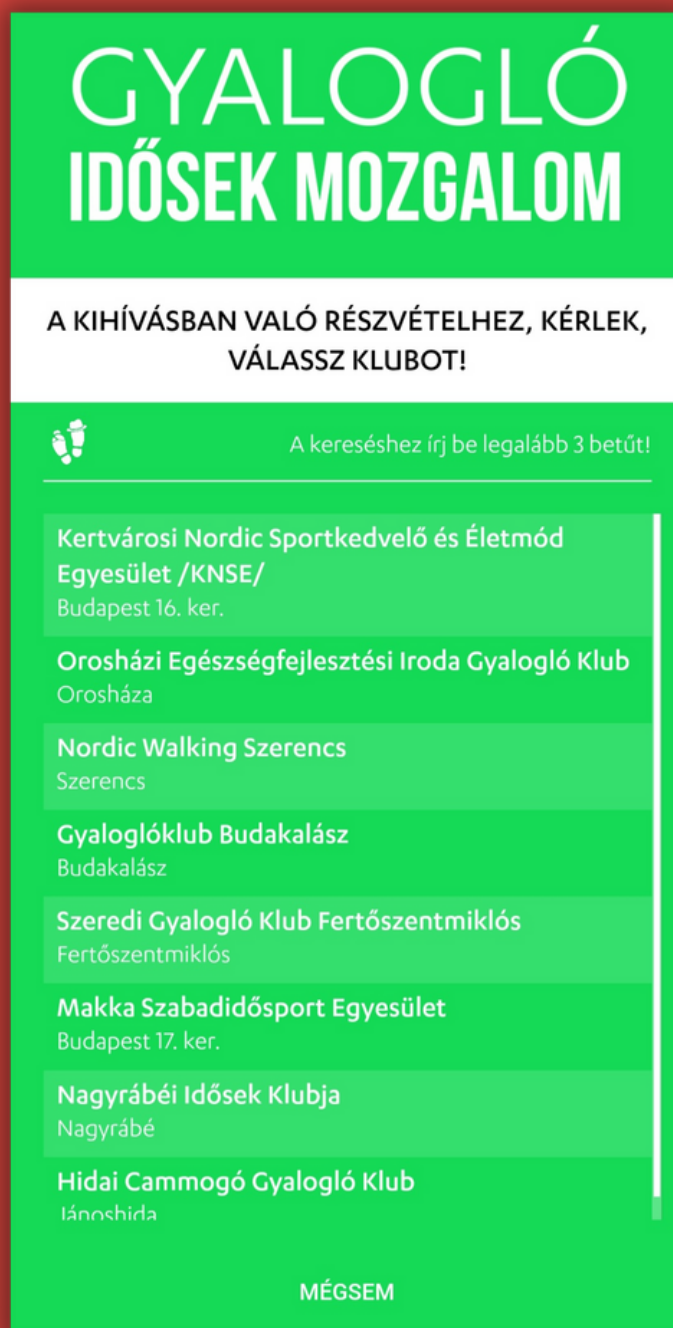 GYALOGLÓ
IDŐSEK MOZGALOM
A KIHÍVÁSBAN VALÓ RÉSZVÉTELHEZ, KÉRLEK,
VÁLASSZ KLUBOT!
A kereséshez írj be legalább 3 betűt!
Kertvárosi Nordic Sportkedvelő és Életmód
Egyesület /KNSE/
Budapest 16. ker.
Orosházi Egészségfejlesztési Iroda Gyalogló Klub
Orosháza
Nordic Walking Szerencs
Szerencs
Gyaloglóklub Budakalász
Budakalász
Szeredi Gyalogló Klub Fertőszentmiklós
Fertőszentmiklós
Makka Szabadidősport Egyesület
Budapest 17. ker.
Nagyrábéi Idősek Klubja
Nagyrábé
Hidai Cammogó Gyalogló Klub
Jánoshida
MÉGSEM